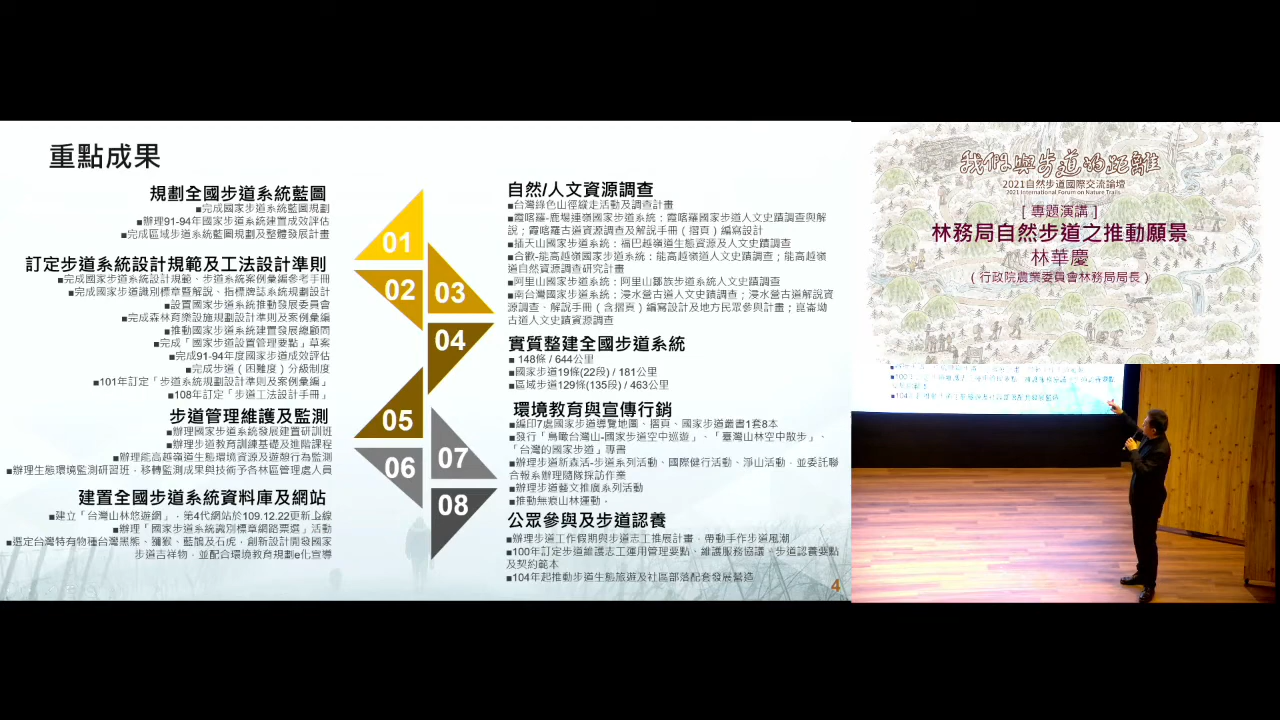 重點成果
規劃全國步道系統藍圖
■完成國家步道系統藍圖規劃
■辦理91-94年國家步道系統建置成效評估
■完成區域步道系統藍圖規劃及整體發展計畫
訂定步道系統設計規範及工法設計準則
■完成國家步道系統設計規範、步道系統案例彙編參考手冊
■完成國家步道識別標章暨解說、指標牌誌系統規劃設計
■設置國家步道系統推動發展委員會
■完成森林育樂設施規劃設計準則及案例彙編
■推動國家步道系統建置發展總顧問
■完成「國家步道設置管理要點」草案
■完成91-94年度國家步道成效評估
■完成步道（困難度）分級制度
■101年訂定「步道系統規劃設計準則及案例彙編」
■108年訂定「步道工法設計手冊」
步道管理維護及監測
■辦理國家步道系統發展建置研訓班
■辦理步道教育訓練基礎及進階課程
■辦理能高越嶺道生態環境資源及遊憩行為監測
■辦理生態環境監測研習班，移轉監測成果與技術予各林區管理處人員
建置全國步道系統資料庫及網站
■建立「台灣山林悠遊網」，第4代網站於109.12.22更新上線
■辦理「國家步道系統識別標章網路票選」活動
■選定台灣特有物種台灣黑熊、獼猴、藍鵲及石虎，創新設計開發國家
步道吉祥物，並配合環境教育規劃e化宣導
01
02
03
04
05
06
07
08
自然/人文資源調查
■台灣綠色山徑縱走活動及調查計畫
■霞喀羅-鹿場連嶺國家步道系統：霞喀羅國家步道人文史蹟調查與解
說；霞喀羅古道資源調查及解說手冊（摺頁）編寫設計
■插天山國家步道系統：福巴越嶺道生態資源及人文史蹟調查
■合歡-能高越嶺國家步道系統：能高越嶺道人文史蹟調查；能高越嶺
道自然資源調查研究計畫
■阿里山國家步道系統：阿里山鄒族步道系統人文史蹟調查
■南台灣國家步道系統：浸水營古道人文史蹟調查；浸水營古道解說資
源調查、解說手冊（含摺頁）編寫設計及地方民眾參與計畫；崑崙坳
古道人文史蹟資源調查
實質整建全國步道系統
■ 148條 / 644公里
■國家步道19條(22段) / 181公里
■區域步道129條(135段) / 463公里
環境教育與宣傳行銷
■編印7處國家步道導覽地圖、摺頁、國家步道叢書1套8本
■發行「鳥瞰台灣山-國家步道空中巡遊」、「臺灣山林空中散步」、
「台灣的國家步道」專書
■辦理步道新森活-步道系列活動、國際健行活動、淨山活動，並委託聯
合報系辦理隨隊採訪作業
■辦理步道藝文推廣系列活動
■推動無痕山林運動。
公眾參與及步道認養
■辦理步道工作假期與步道志工推展計畫、帶動手作步道風潮
■100年訂定步道維護志工運用管理要點、維護服務協議、步道認養要點
及契約範本
■104年起推動步道生態旅遊及社區部落配套發展營造
4
我們與步道的距離
2021自然步道國際交流論壇
2021 International Forum on Nature Trails
[ 專題演講 ]
林務局自然步道之推動願景
林華慶
( 行政院農業委員會林務局局長 )